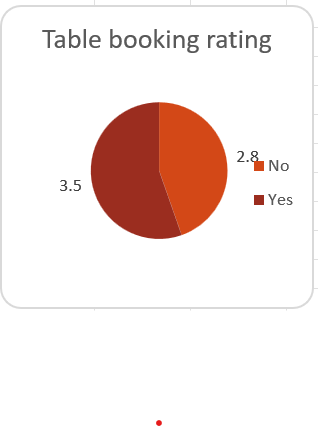 Table booking rating
2.8
No
3.5
Yes